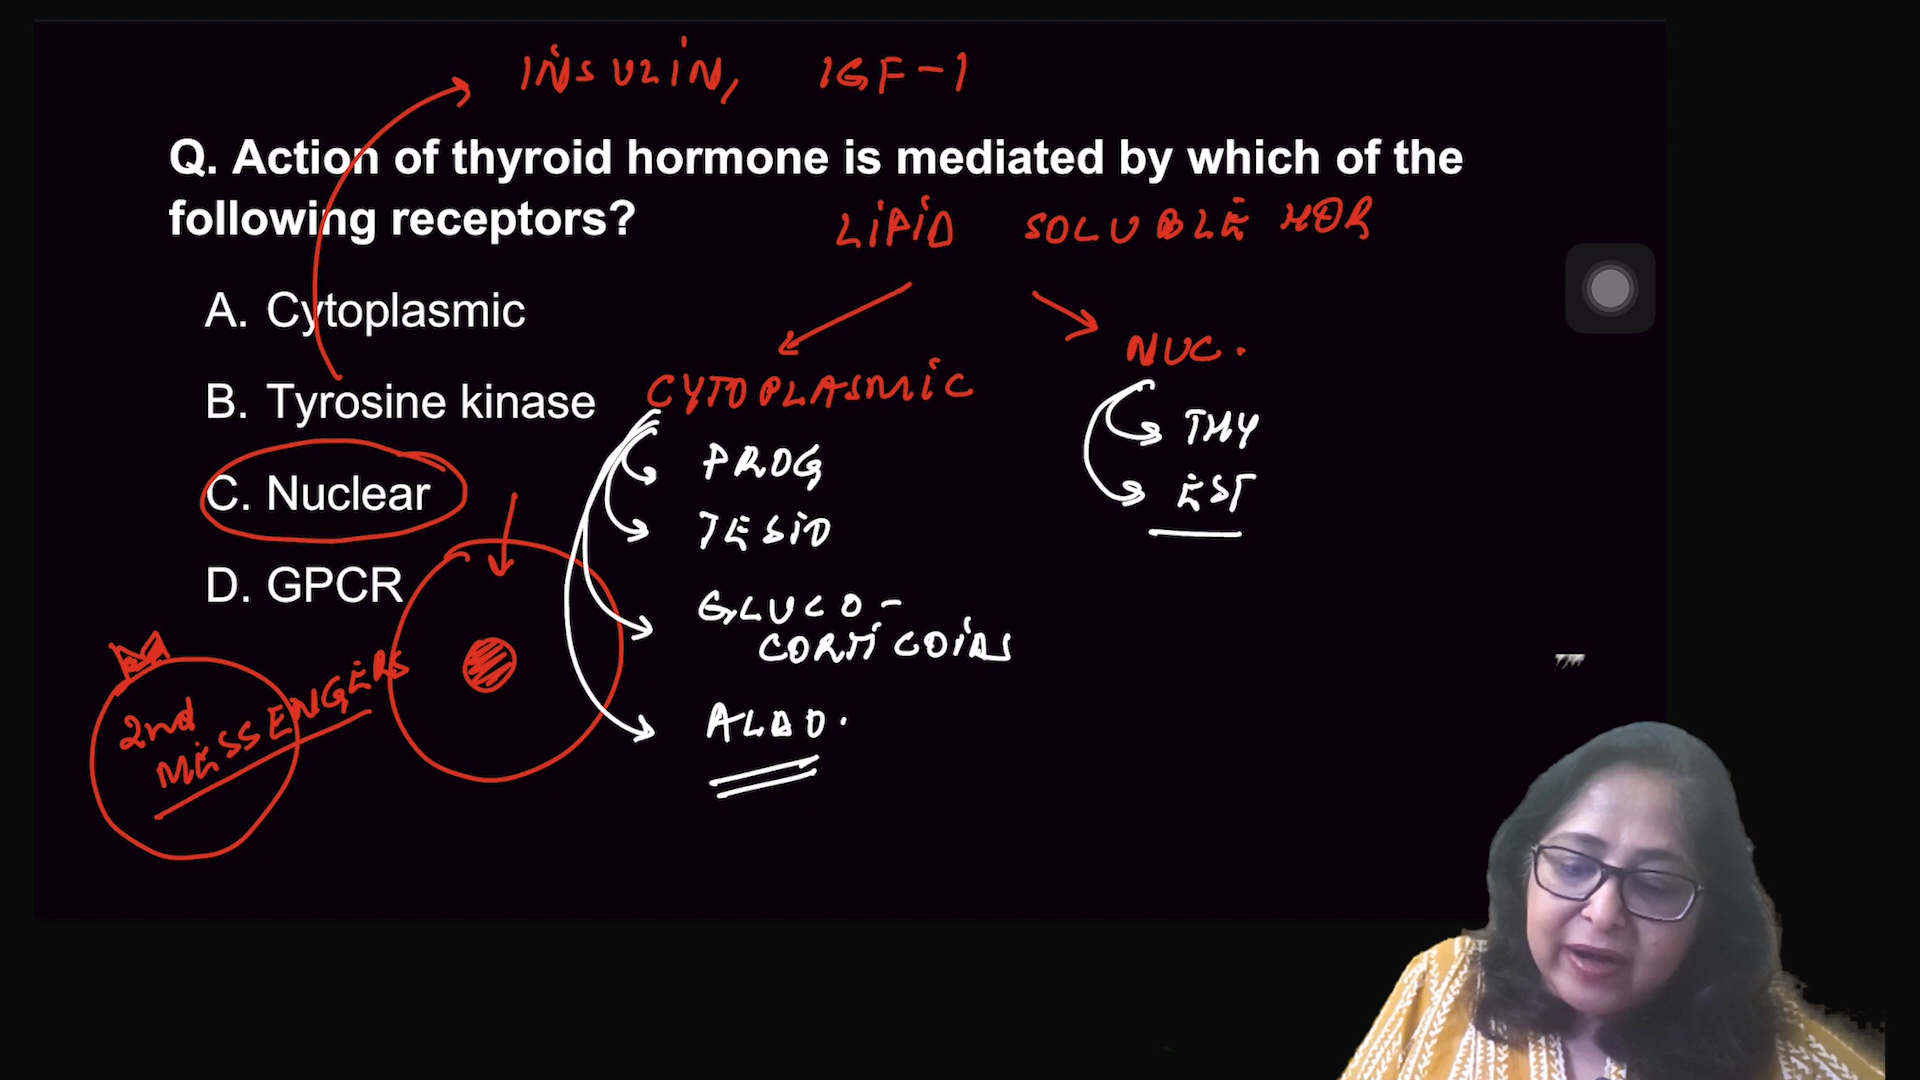 INSULIN, IGF-1
Q. Action of thyroid hormone is mediated by which of the
following receptors?
LIPID SOLUBLE HOR
A. Cytoplasmic
NUC.
B. Tyrosine kinase
CYTOPLASMIC
THY
PROG
C. Nuclear
EST
TESTO
D. GPCR
GLUCO-
CORTICOIDS
2nd
MESSENGERS
ALDO.